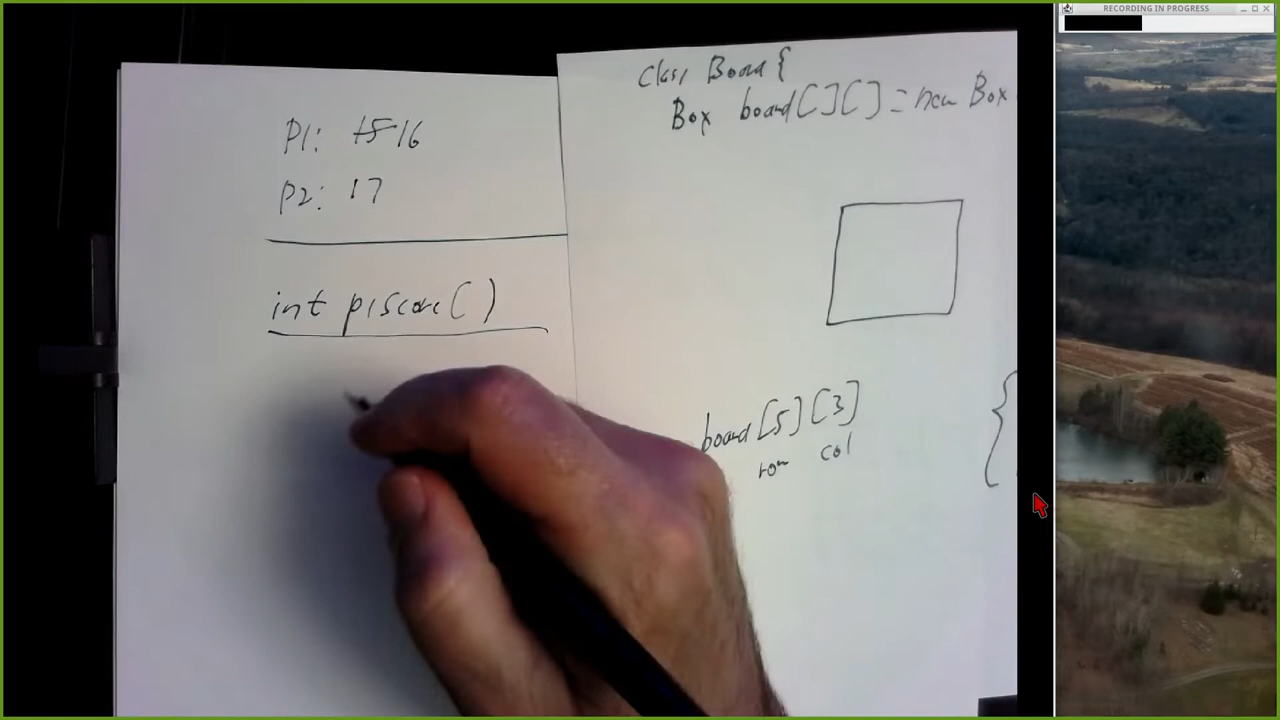 RECORDING IN PROGRESS
P1: 15 16
P2: 17
int p1score()
Class Board {
Box board[][] = new Box
board[5][3]
row col
{